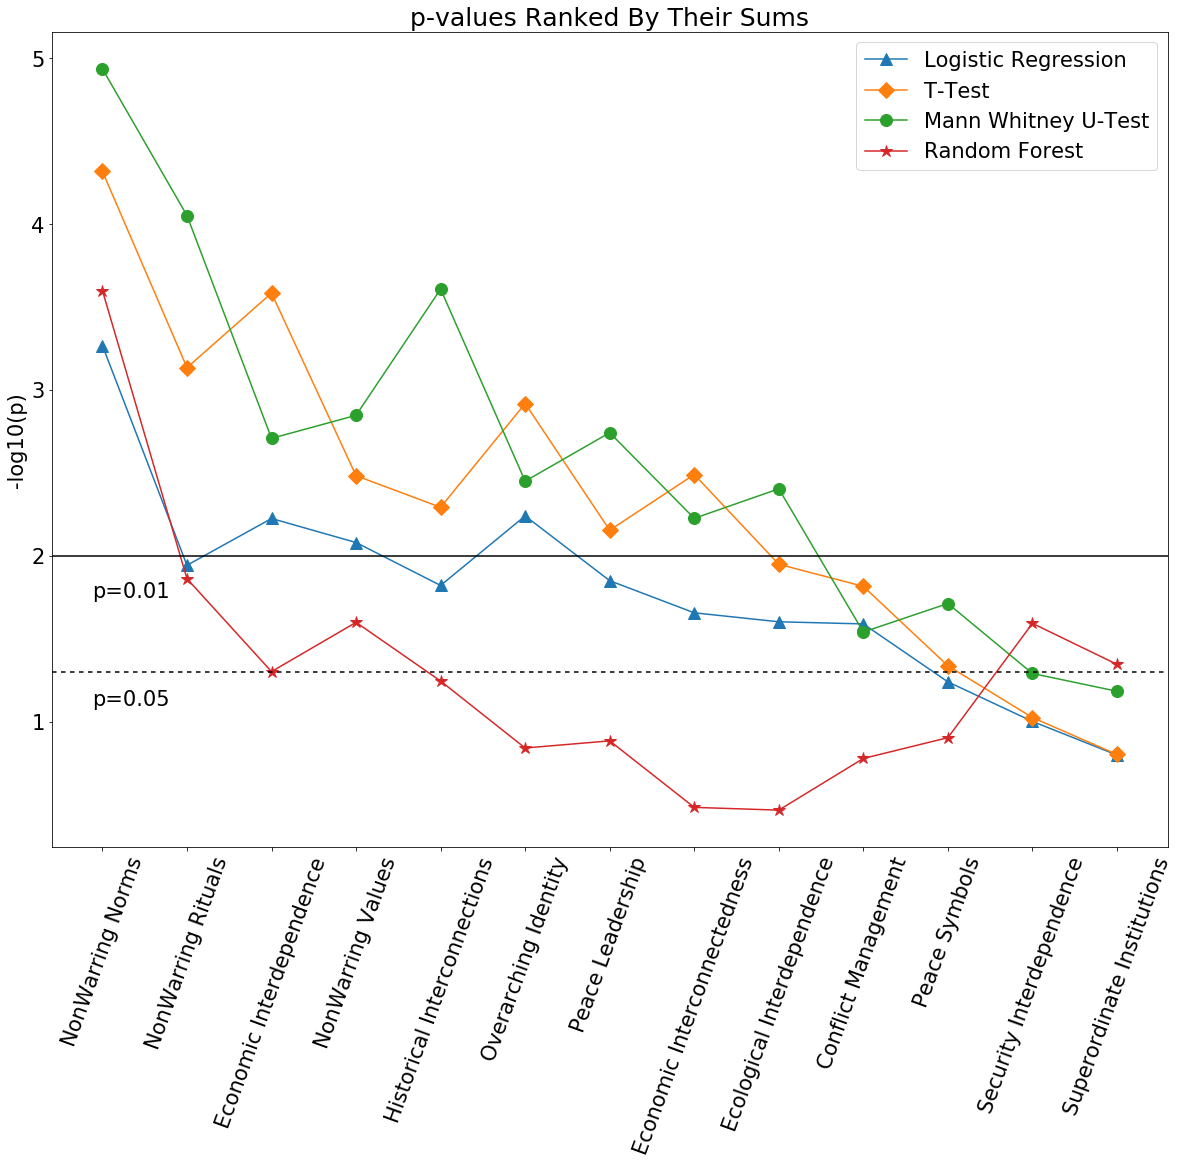 p-values Ranked By Their Sums
Logistic Regression
T-Test
Mann Whitney U-Test
Random Forest
-log10(p)
5
4
3
2
1
p=0.01
p=0.05
NonWarring Norms
NonWarring Rituals
Economic Interdependence
NonWarring Values
Historical Interconnections
Overarching Identity
Peace Leadership
Economic Interconnectedness
Ecological Interdependence
Conflict Management
Peace Symbols
Security Interdependence
Superordinate Institutions